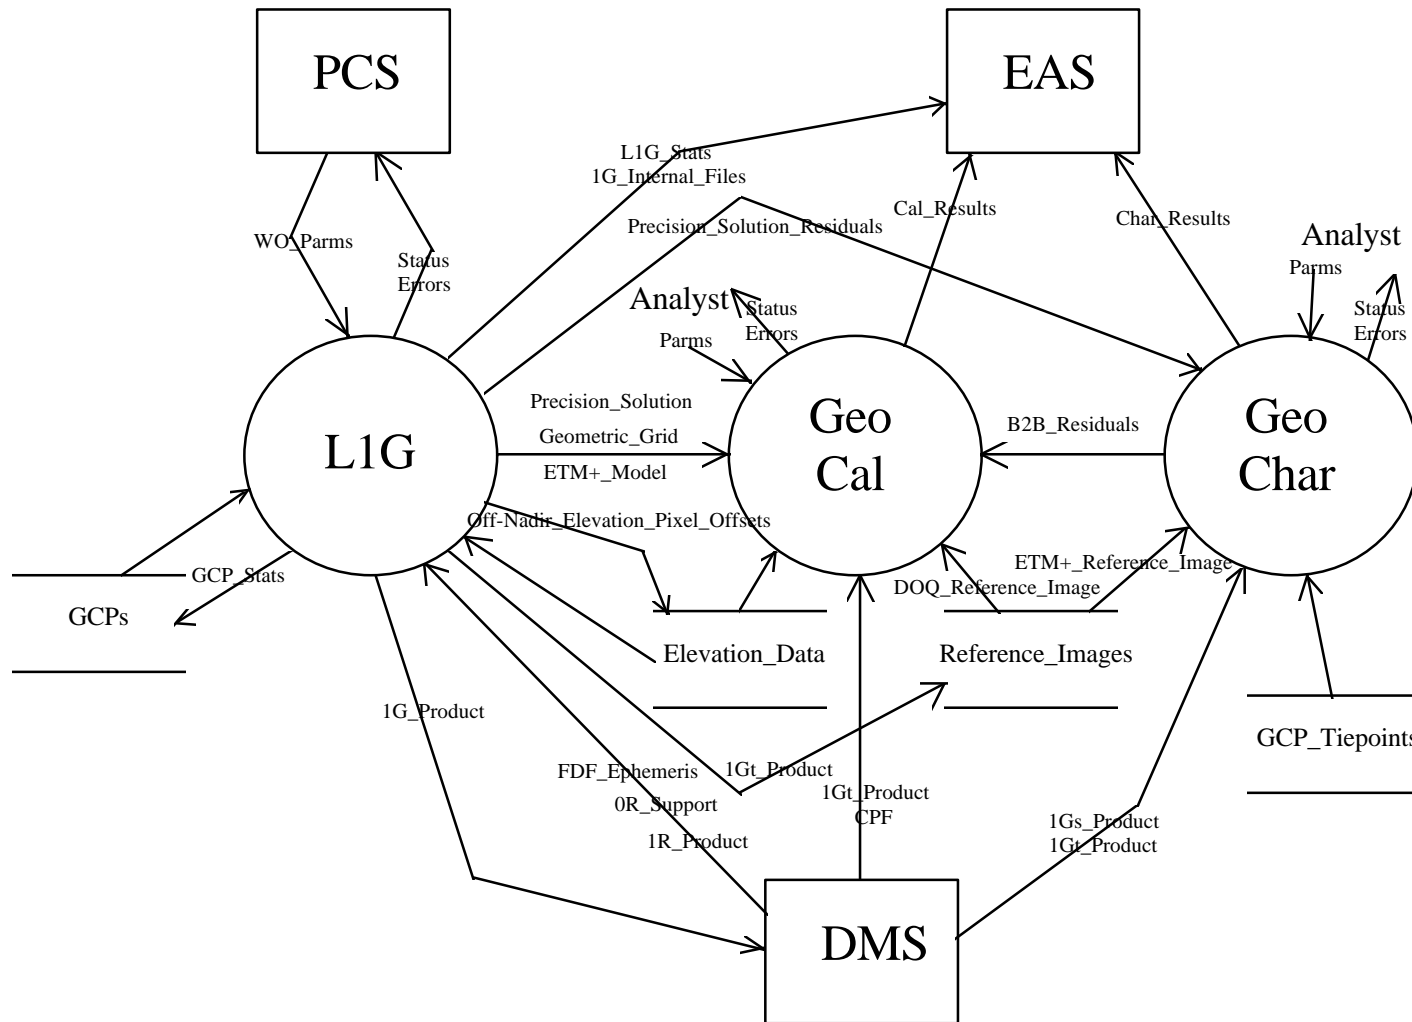 PCS
EAS
L1G_Stats
1G_Internal_Files
Cal_Results
Char_Results
Precision_Solution_Residuals
WO_Parms
Status
Errors
Analyst
Parms
Status
Errors
Analyst
Status
Errors
Parms
Precision_Solution
Geometric_Grid
ETM+_Model
L1G
Geo
Cal
B2B_Residuals
Geo
Char
Off-Nadir_Elevation_Pixel_Offsets
GCP_Stats
GCPs
ETM+_Reference_Image
DOQ_Reference_Image
Elevation_Data
Reference_Images
1G_Product
GCP_Tiepoints
FDF_Ephemeris
1Gt_Product
0R_Support
1R_Product
1Gt_Product
CPF
1Gs_Product
1Gt_Product
DMS